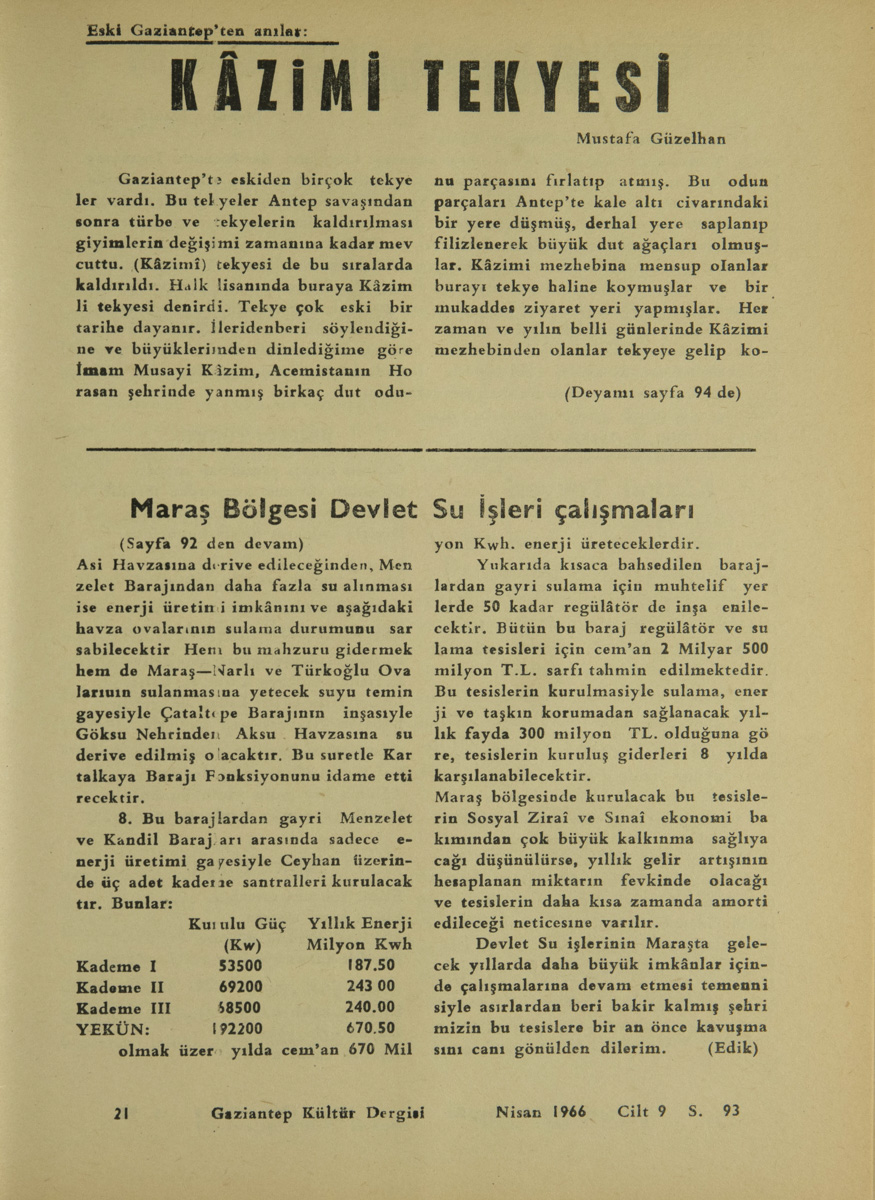 Eski Gaziantep'ten anılar:
KÂZİMİ TEKYESİ
Mustafa Güzelhan
Gaziantep'te eskiden birçok tekye
ler vardı. Bu tekyeler Antep savaşından
sonra türbe ve tekyelerin kaldırılması
giyimlerin değişimi zamanına kadar mev
cuttu. (Kâzimî) tekyesi de bu sıralarda
kaldırıldı. Halk lisanında buraya Kâzim
li tekyesi denirdi. Tekye çok eski bir
tarihe dayanır. İleridenberi söylendiği-
ne ve büyüklerimden dinlediğime göre
İmam Musayi Kâzim, Acemistanın Ho
rasan şehrinde yanmış birkaç dut odu-
nu parçasını fırlatıp atmış. Bu odun
parçaları Antep'te kale altı civarındaki
bir yere düşmüş, derhal yere saplanıp
filizlenerek büyük dut ağaçları olmuş-
lar. Kâzimi mezhebina mensup olanlar
burayı tekye haline koymuşlar ve bir
mukaddes ziyaret yeri yapmışlar. Her
zaman ve yılın belli günlerinde Kâzimi
mezhebinden olanlar tekyeye gelip ko-
(Devamı sayfa 94 de)
Maraş Bölgesi Devlet Su İşleri çalışmaları
(Sayfa 92 den devam)
Asi Havzasına derive edileceğinden, Men
zelet Barajından daha fazla su alınması
ise enerji üretimi imkânını ve aşağıdaki
havza ovalarının sulama durumunu sar
sabilecektir Hem bu mahzuru gidermek
hem de Maraş—Narlı ve Türkoğlu Ova
larının sulanmasına yetecek suyu temin
gayesiyle Çataltepe Barajının inşasıyle
Göksu Nehrinden Aksu Havzasına su
derive edilmiş olacaktır. Bu suretle Kar
talkaya Barajı Fonksiyonunu idame etti
recektir.
8. Bu barajlardan gayri Menzelet
ve Kandil Barajları arasında sadece e-
nerji üretimi gayesiyle Ceyhan üzerin-
de üç adet kademe santralleri kurulacak
tır. Bunlar:
Kurulu Güç Yıllık Enerji
(Kw) Milyon Kwh
Kademe I 53500 187.50
Kademe II 69200 243 00
Kademe III 68500 240.00
YEKÜN: 192200 670.50
olmak üzere yılda cem'an 670 Mil
yon Kwh. enerji üreteceklerdir.
Yukarıda kısaca bahsedilen baraj-
lardan gayri sulama için muhtelif yer
lerde 50 kadar regülâtör de inşa enile-
cektir. Bütün bu baraj regülâtör ve su
lama tesisleri için cem'an 2 Milyar 500
milyon T.L. sarfı tahmin edilmektedir.
Bu tesislerin kurulmasiyle sulama, ener
ji ve taşkın korumadan sağlanacak yıl-
lık fayda 300 milyon TL. olduğuna gö
re, tesislerin kuruluş giderleri 8 yılda
karşılanabilecektir.
Maraş bölgesinde kurulacak bu tesisle-
rin Sosyal Ziraî ve Sınaî ekonomi ba
kımından çok büyük kalkınma sağlıya
cağı düşünülürse, yıllık gelir artışının
hesaplanan miktarın fevkinde olacağı
ve tesislerin daha kısa zamanda amorti
edileceği neticesine varılır.
Devlet Su işlerinin Maraşta gele-
cek yıllarda daha büyük imkânlar için-
de çalışmalarına devam etmesi temenni
siyle asırlardan beri bakir kalmış şehri
mizin bu tesislere bir an önce kavuşma
sını canı gönülden dilerim. (Edik)
21 Gaziantep Kültür Dergisi Nisan 1966 Cilt 9 S. 93